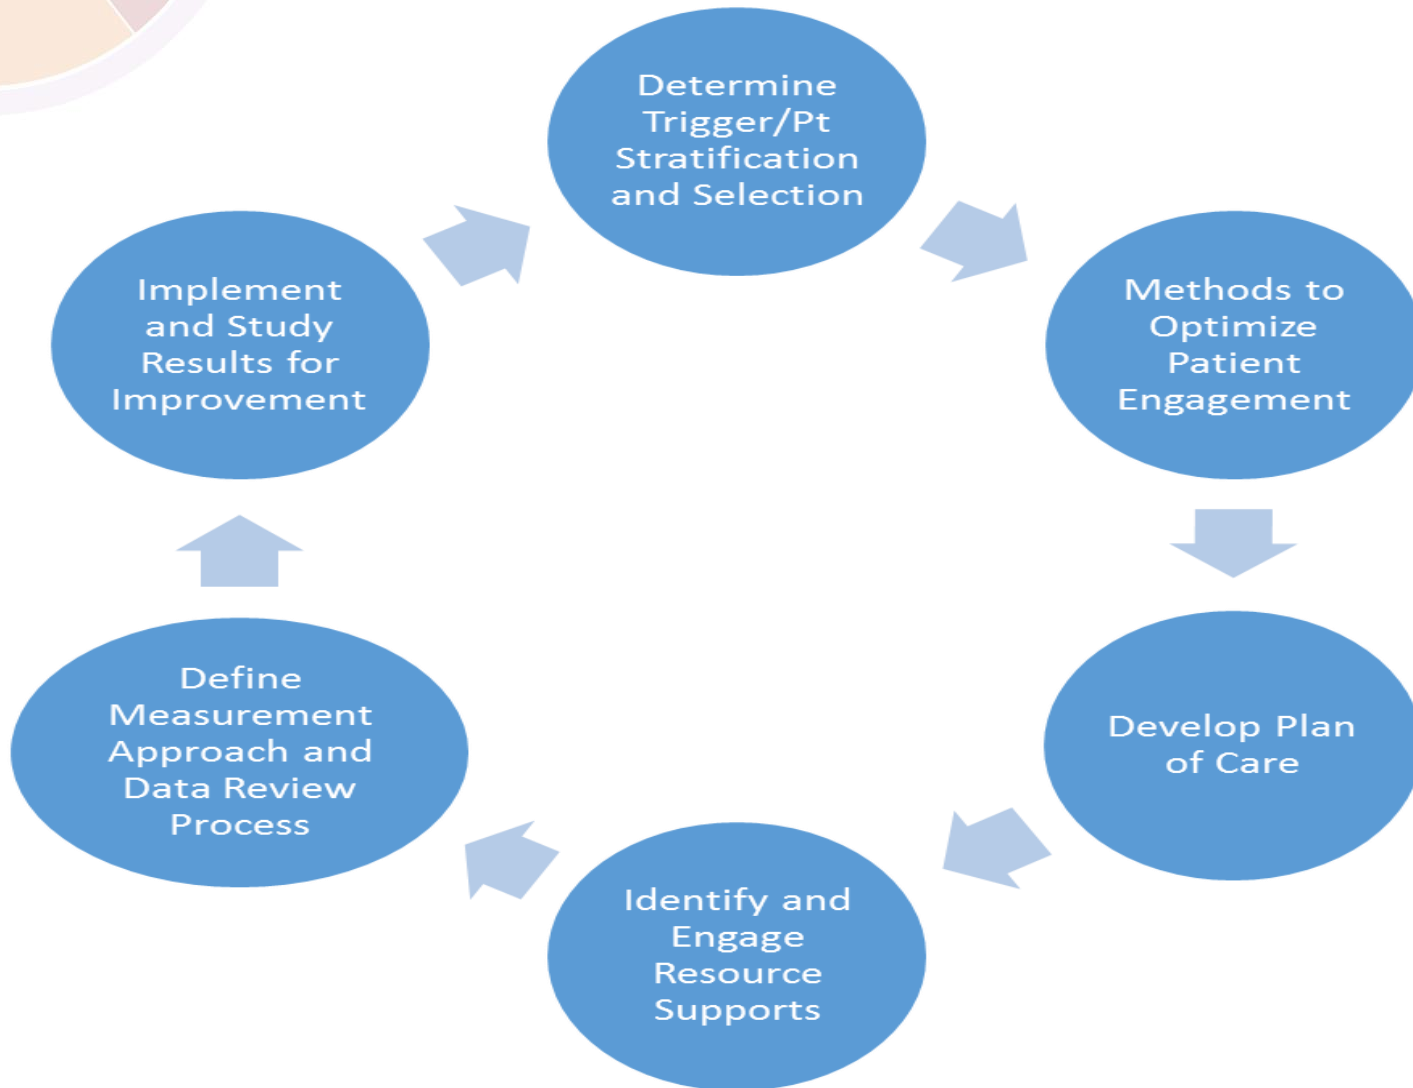 Determine
Trigger/Pt
Stratification
and Selection
Methods to
Optimize
Patient
Engagement
Develop Plan
of Care
Identify and
Engage
Resource
Supports
Define
Measurement
Approach and
Data Review
Process
Implement
and Study
Results for
Improvement